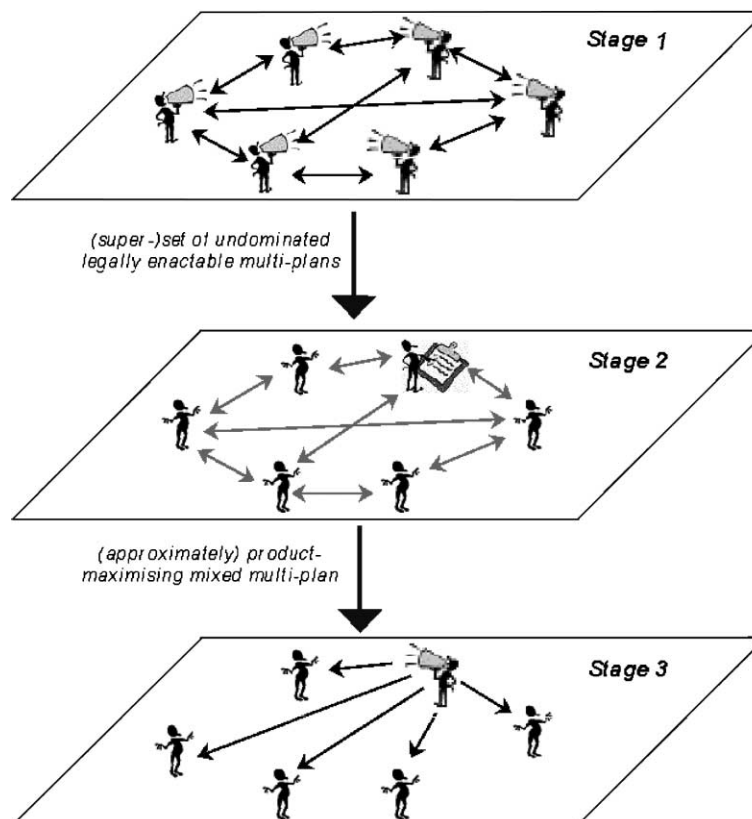 Stage 1
(super-)set of undominated
legally enactable multi-plans
Stage 2
(approximately) product-
maximising mixed multi-plan
Stage 3